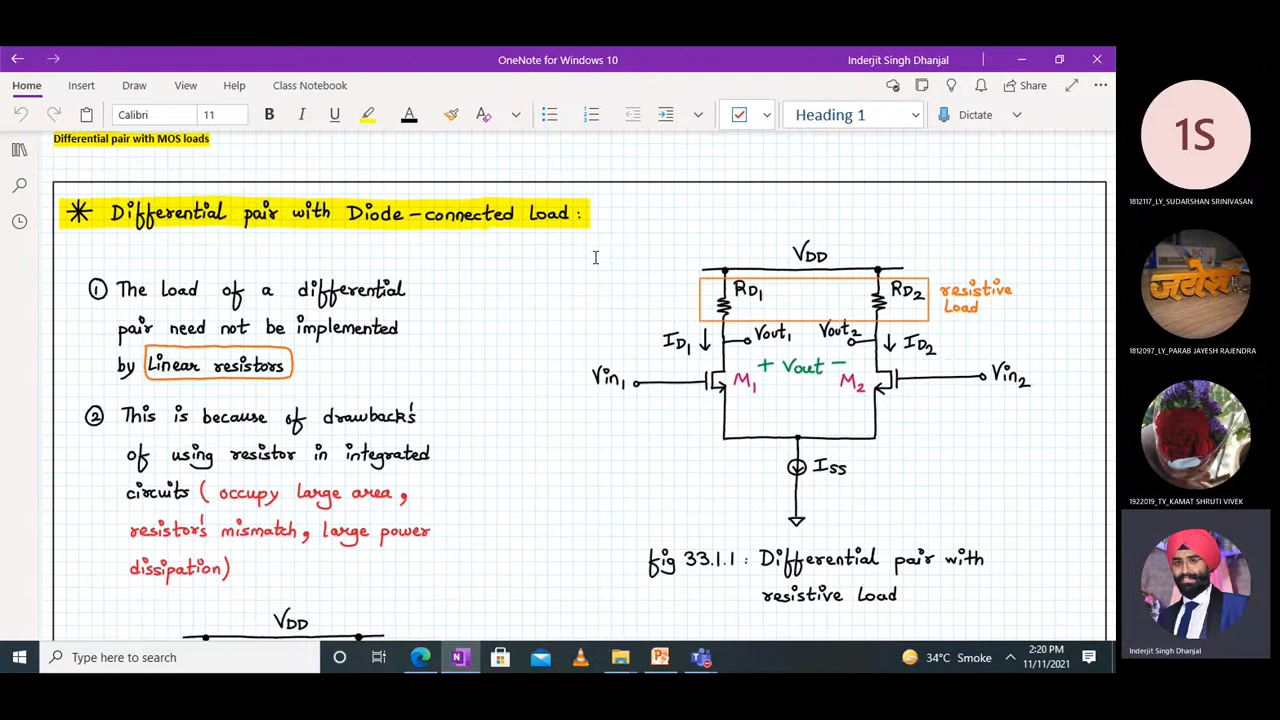 OneNote for Windows 10
Inderjit Singh Dhanjal
Home Insert Draw View Help Class Notebook
Share
Calibri 11 B I U A Heading 1 Dictate
Differential pair with MOS loads
Differential pair with Diode-connected Load:
① The Load of a differential
pair need not be implemented
by Linear resistors
② This is because of drawback's
of using resistor in integrated
circuits (occupy large area,
resistor's mismatch, large power
dissipation)
VDD
VDD
RD1 RD2
resistive
Load
ID1 Vout1 Vout2 ID2
+ Vout -
Vin1 M1 M2 Vin2
ISS
fig 33.1.1: Differential pair with
resistive Load
1S
1812117_LY_SUDARSHAN SRINIVASAN
जयेश
1812097_LY_PARAB JAYESH RAJENDRA
1922019_TY_KAMAT SHRUTI VIVEK
Inderjit Singh Dhanjal
Type here to search
34°C Smoke
2:20 PM
11/11/2021